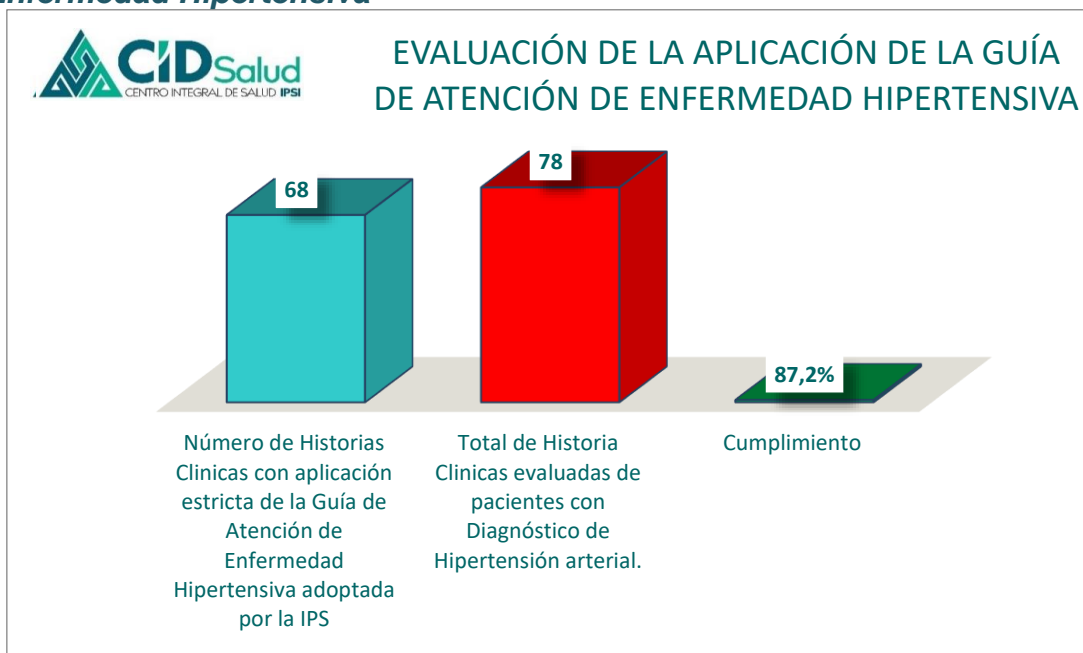 Enfermedad Hipertensiva
CiDSalud
CENTRO INTEGRAL DE SALUD IPSI
EVALUACIÓN DE LA APLICACIÓN DE LA GUÍA
DE ATENCIÓN DE ENFERMEDAD HIPERTENSIVA
68
78
87,2%
Número de Historias
Clinicas con aplicación
estricta de la Guía de
Atención de
Enfermedad
Hipertensiva adoptada
por la IPS
Total de Historia
Clinicas evaluadas de
pacientes con
Diagnóstico de
Hipertensión arterial.
Cumplimiento